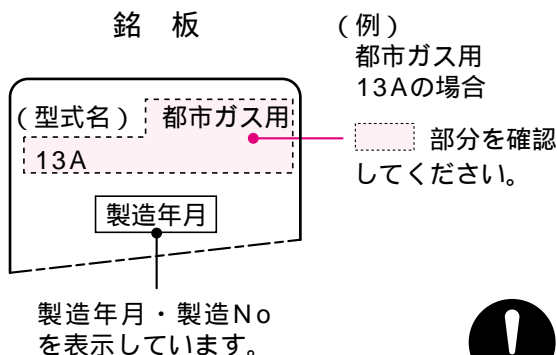 銘 板
(例)
都市ガス用
13Aの場合
(型式名) 都市ガス用
13A
部分を確認
してください。
製造年月
製造年月・製造No
を表示しています。